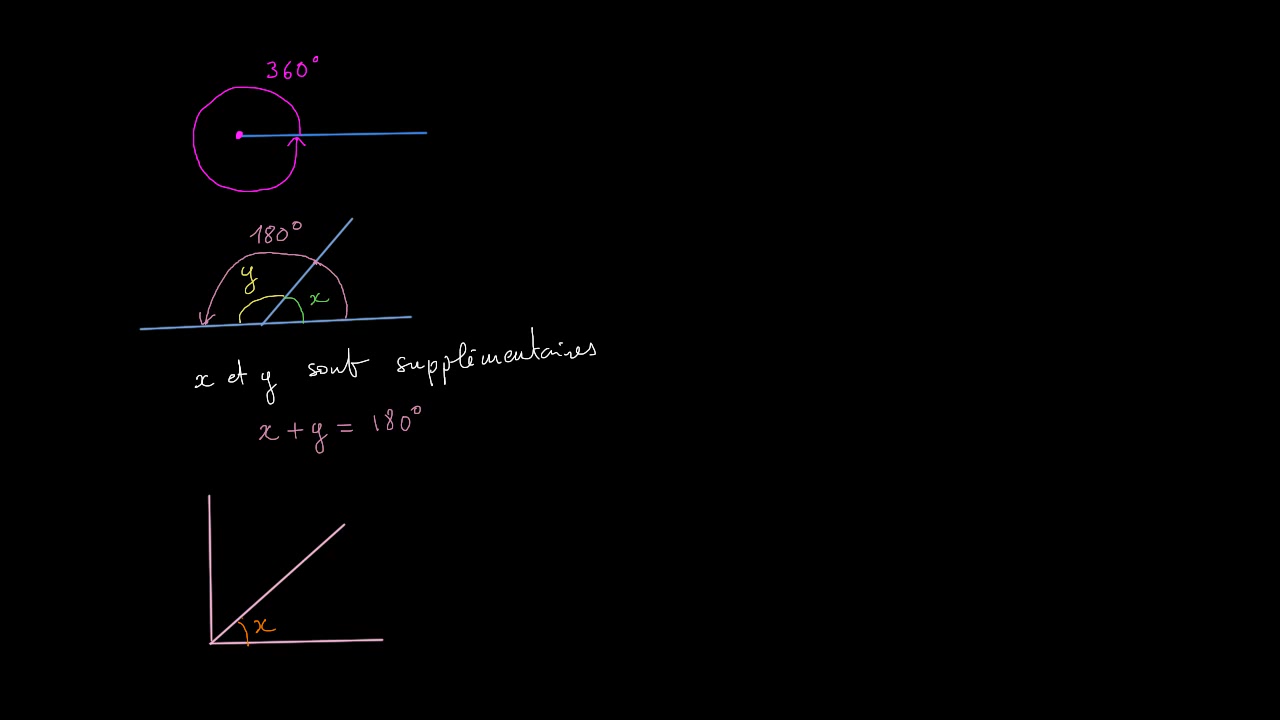 360°
180°
y
x
x et y sont supplémentaires
x + y = 180°
x